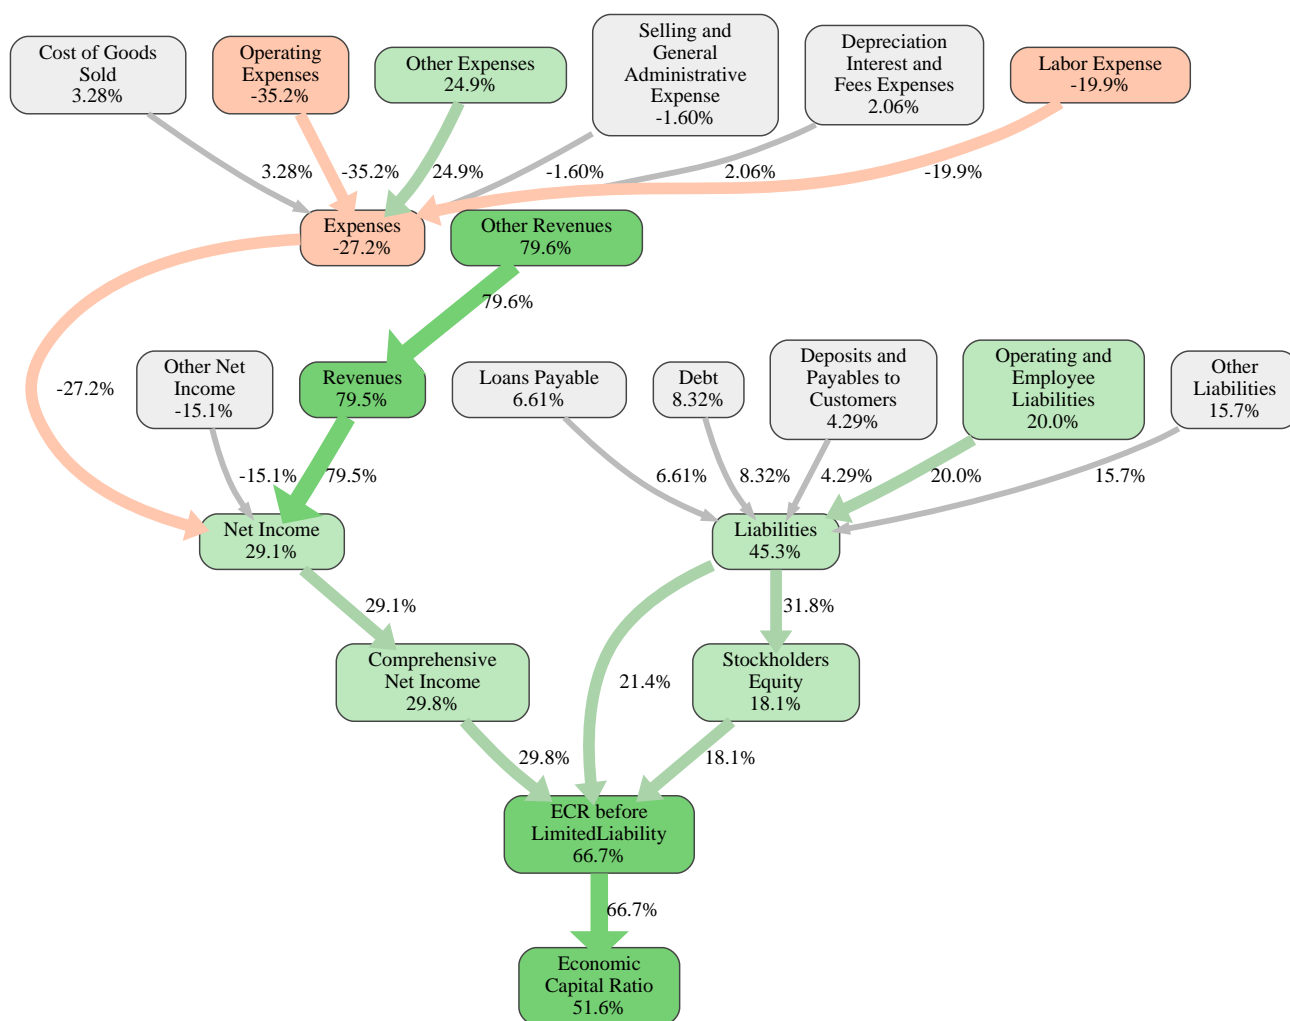 Cost of Goods
Sold
3.28%
Operating
Expenses
-35.2%
Other Expenses
24.9%
Selling and
General
Administrative
Expense
-1.60%
Depreciation
Interest and
Fees Expenses
2.06%
Labor Expense
-19.9%
3.28%
-35.2%
24.9%
-1.60%
2.06%
-19.9%
Expenses
-27.2%
Other Revenues
79.6%
79.6%
Other Net
Income
-15.1%
Revenues
79.5%
Loans Payable
6.61%
Debt
8.32%
Deposits and
Payables to
Customers
4.29%
Operating and
Employee
Liabilities
20.0%
Other
Liabilities
15.7%
-27.2%
-15.1%
79.5%
6.61%
8.32%
4.29%
20.0%
15.7%
Net Income
29.1%
Liabilities
45.3%
29.1%
31.8%
Comprehensive
Net Income
29.8%
21.4%
Stockholders
Equity
18.1%
29.8%
18.1%
ECR before
LimitedLiability
66.7%
66.7%
Economic
Capital Ratio
51.6%